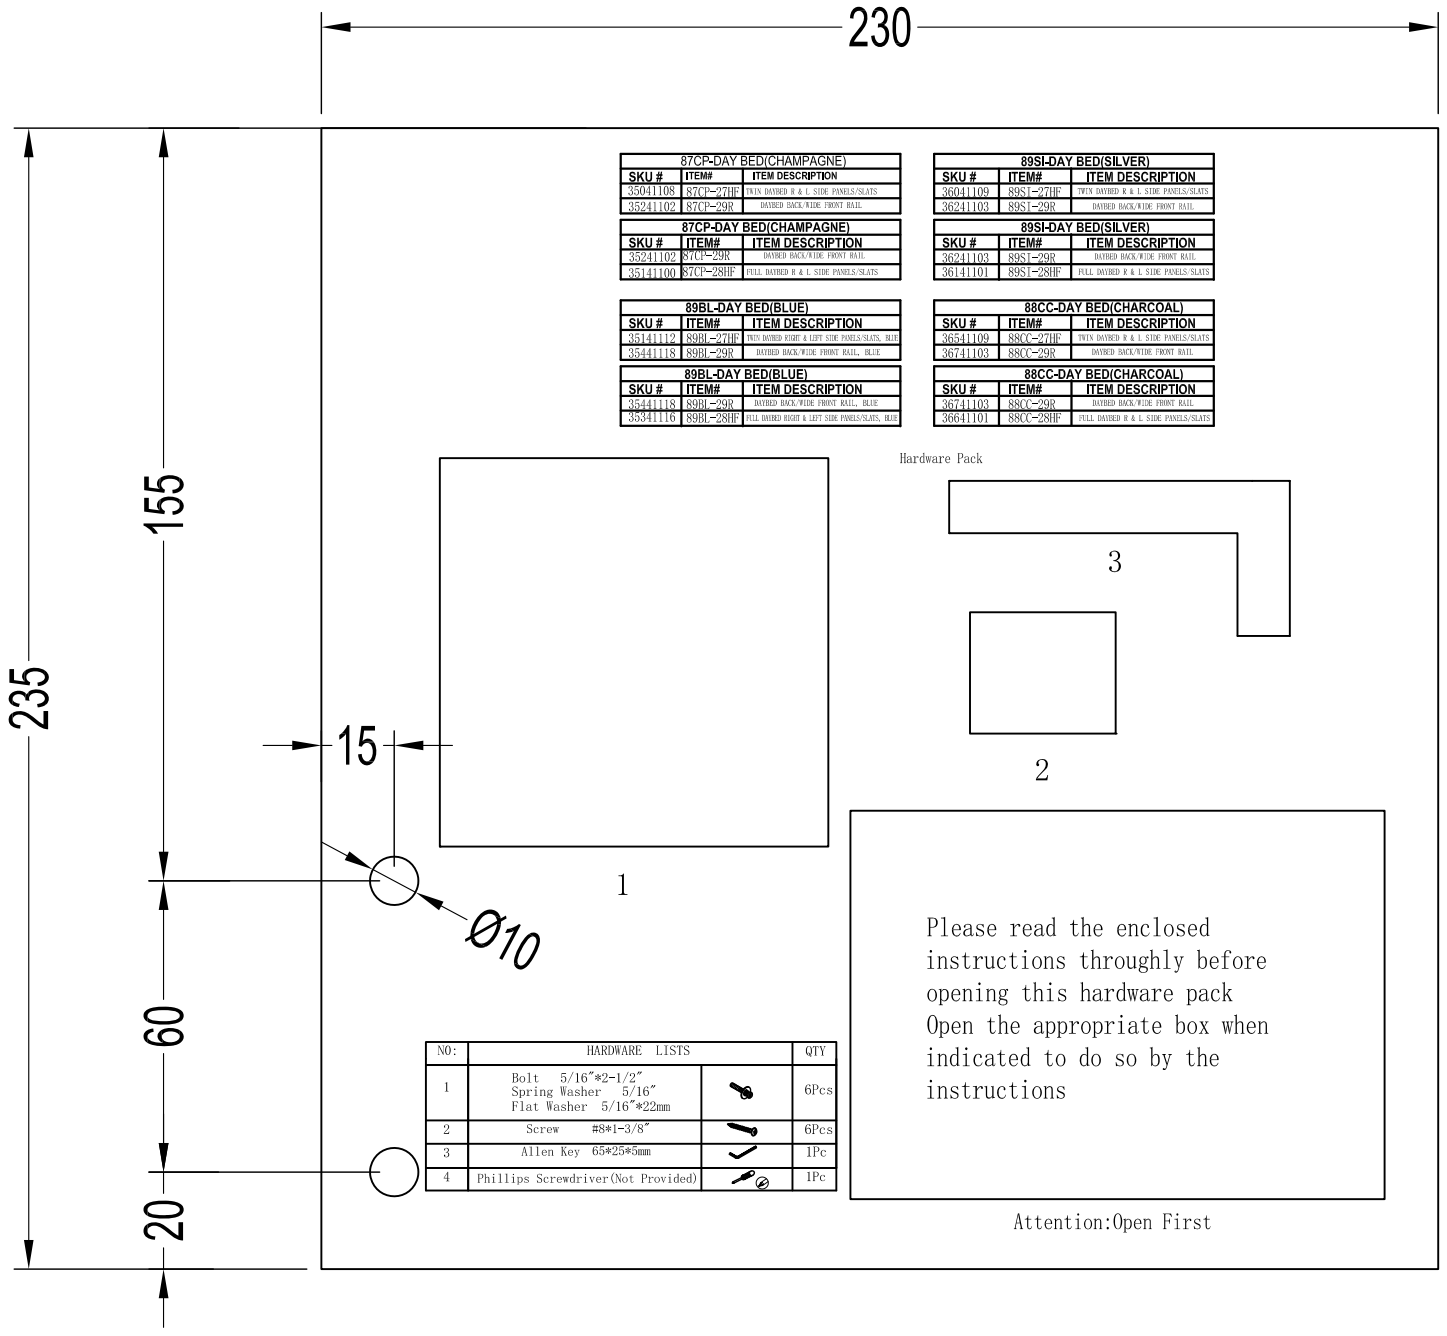 230
87CP-DAY BED(CHAMPAGNE)
SKU # ITEM# ITEM DESCRIPTION
35041108 87CP-27HF TWIN DAYBED R & L SIDE PANELS/SLATS
35241102 87CP-29R DAYBED BACK/WIDE FRONT RAIL
87CP-DAY BED(CHAMPAGNE)
SKU # ITEM# ITEM DESCRIPTION
35241102 87CP-29R DAYBED BACK/WIDE FRONT RAIL
35141100 87CP-28HF FULL DAYBED R & L SIDE PANELS/SLATS
89SI-DAY BED(SILVER)
SKU # ITEM# ITEM DESCRIPTION
36041109 89SI-27HF TWIN DAYBED R & L SIDE PANELS/SLATS
36241103 89SI-29R DAYBED BACK/WIDE FRONT RAIL
89SI-DAY BED(SILVER)
SKU # ITEM# ITEM DESCRIPTION
36241103 89SI-29R DAYBED BACK/WIDE FRONT RAIL
36141101 89SI-28HF FULL DAYBED R & L SIDE PANELS/SLATS
89BL-DAY BED(BLUE)
SKU # ITEM# ITEM DESCRIPTION
35141112 89BL-27HF TWIN DAYBED RIGHT & LEFT SIDE PANELS/SLATS, BLUE
35441118 89BL-29R DAYBED BACK/WIDE FRONT RAIL, BLUE
89BL-DAY BED(BLUE)
SKU # ITEM# ITEM DESCRIPTION
35441118 89BL-29R DAYBED BACK/WIDE FRONT RAIL, BLUE
35341116 89BL-28HF FULL DAYBED RIGHT & LEFT SIDE PANELS/SLATS, BLUE
88CC-DAY BED(CHARCOAL)
SKU # ITEM# ITEM DESCRIPTION
36541109 88CC-27HF TWIN DAYBED R & L SIDE PANELS/SLATS
36741103 88CC-29R DAYBED BACK/WIDE FRONT RAIL
88CC-DAY BED(CHARCOAL)
SKU # ITEM# ITEM DESCRIPTION
36741103 88CC-29R DAYBED BACK/WIDE FRONT RAIL
36641101 88CC-28HF FULL DAYBED R & L SIDE PANELS/SLATS
Hardware Pack
155
3
235
15
2
1
Ø10
60
20
Please read the enclosed
instructions throughly before
opening this hardware pack
Open the appropriate box when
indicated to do so by the
instructions
NO: HARDWARE LISTS QTY
1 Bolt 5/16"*2-1/2"
Spring Washer 5/16"
Flat Washer 5/16"*22mm
6Pcs
2 Screw #8*1-3/8" 6Pcs
3 Allen Key 65*25*5mm 1Pc
4 Phillips Screwdriver(Not Provided) 1Pc
Attention:Open First